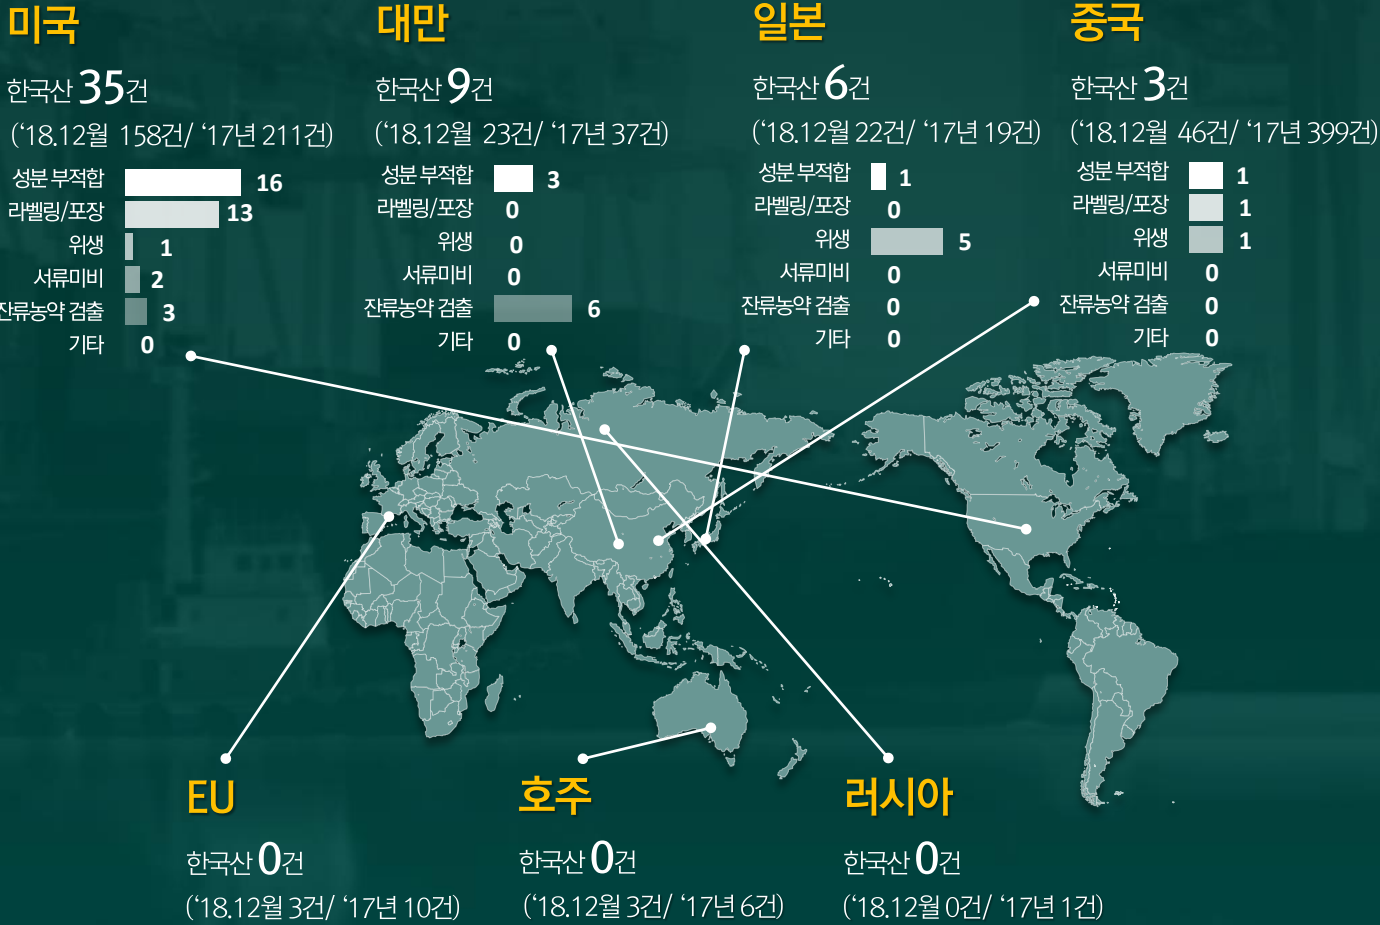 미국
한국산 35건
(‘18.12월 158건/ ‘17년 211건)
성분 부적합 16
라벨링/포장 13
위생 1
서류미비 2
잔류농약 검출 3
기타 0
대만
한국산 9건
(‘18.12월 23건/ ‘17년 37건)
성분 부적합 3
라벨링/포장 0
위생 0
서류미비 0
잔류농약 검출 6
기타 0
일본
한국산 6건
(‘18.12월 22건/ ‘17년 19건)
성분 부적합 1
라벨링/포장 0
위생 5
서류미비 0
잔류농약 검출 0
기타 0
중국
한국산 3건
(‘18.12월 46건/ ‘17년 399건)
성분 부적합 1
라벨링/포장 1
위생 1
서류미비 0
잔류농약 검출 0
기타 0
EU
한국산 0건
(‘18.12월 3건/ ‘17년 10건)
호주
한국산 0건
(‘18.12월 3건/ ‘17년 6건)
러시아
한국산 0건
(‘18.12월 0건/ ‘17년 1건)